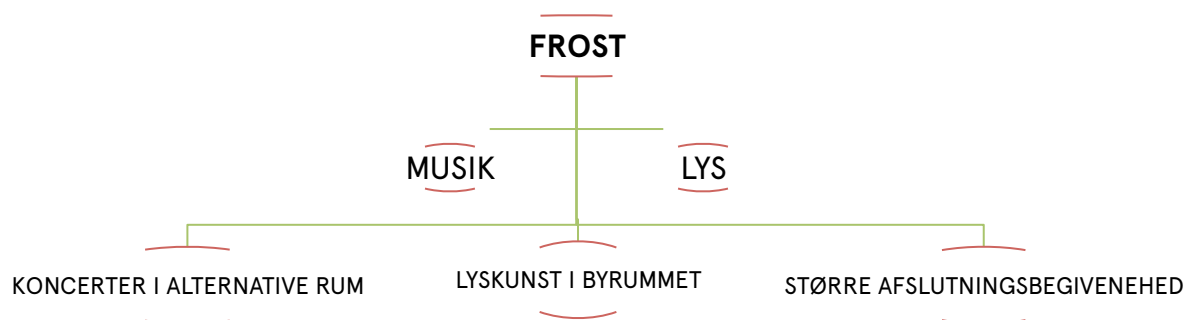 FROST
MUSIK
LYS
KONCERTER I ALTERNATIVE RUM
LYSKUNST I BYRUMMET
STØRRE AFSLUTNINGSBEGIVENEHED